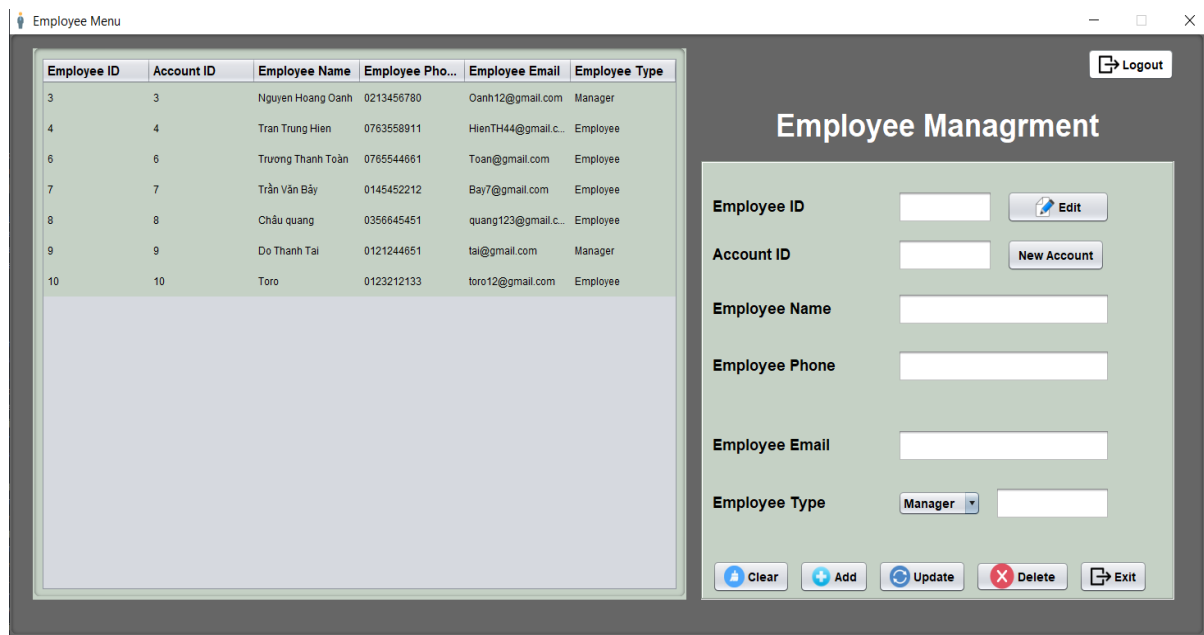 Employee Menu
Logout
Employee ID Account ID Employee Name Employee Pho... Employee Email Employee Type
3 3 Nguyen Hoang Oanh 0213456780 Oanh12@gmail.com Manager
4 4 Tran Trung Hien 0763558911 HienTH44@gmail.c... Employee
6 6 Trương Thanh Toàn 0765544661 Toan@gmail.com Employee
7 7 Trần Văn Bảy 0145452212 Bay7@gmail.com Employee
8 8 Châu quang 0356645451 quang123@gmail.c... Employee
9 9 Do Thanh Tai 0121244651 tai@gmail.com Manager
10 10 Toro 0123212133 toro12@gmail.com Employee
Employee Managrment
Employee ID Edit
Account ID New Account
Employee Name
Employee Phone
Employee Email
Employee Type Manager
Clear Add Update Delete Exit